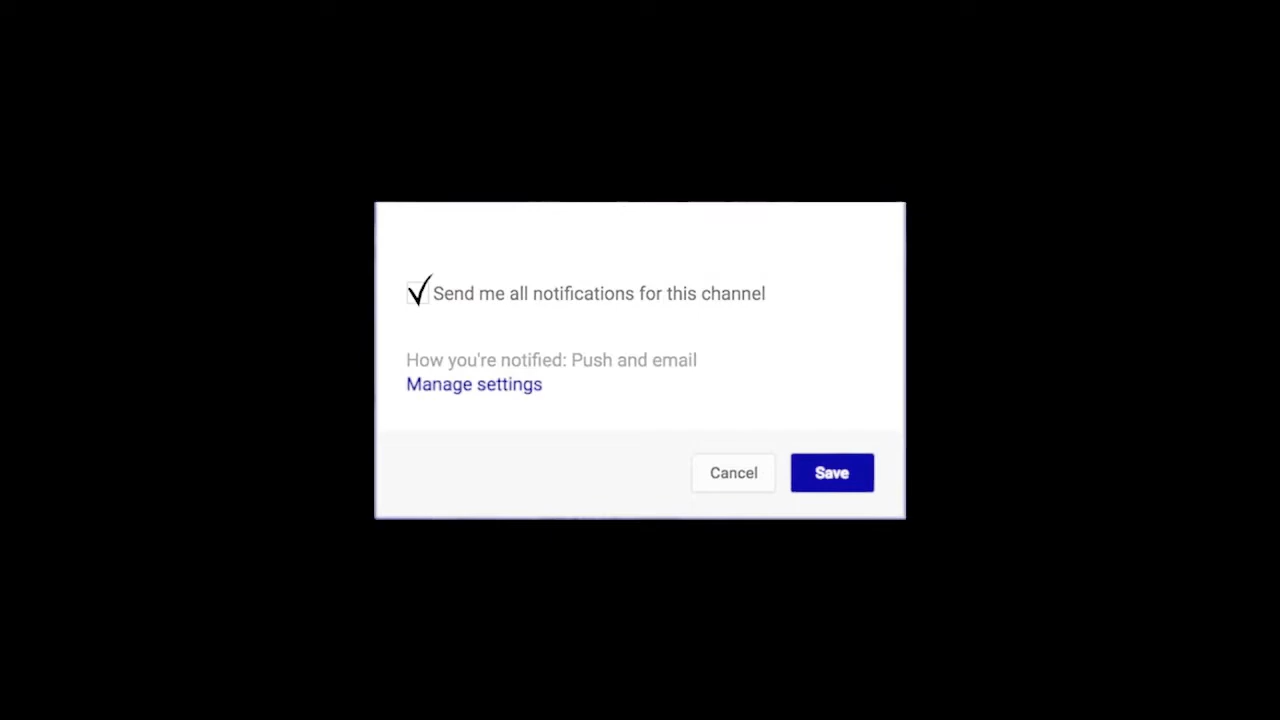 Send me all notifications for this channel
How you're notified: Push and email
Manage settings
Cancel Save